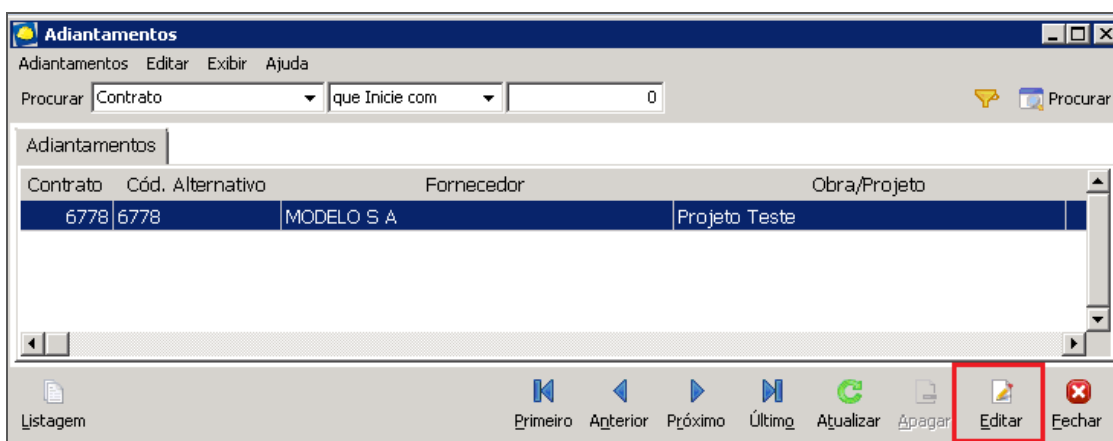 Adiantamentos
Adiantamentos Editar Exibir Ajuda
Procurar Contrato que Inicie com 0 Procurar
Adiantamentos
Contrato Cód. Alternativo Fornecedor Obra/Projeto
6778 6778 MODELO S A Projeto Teste
Listagem Primeiro Anterior Próximo Último Atualizar Apagar Editar Fechar